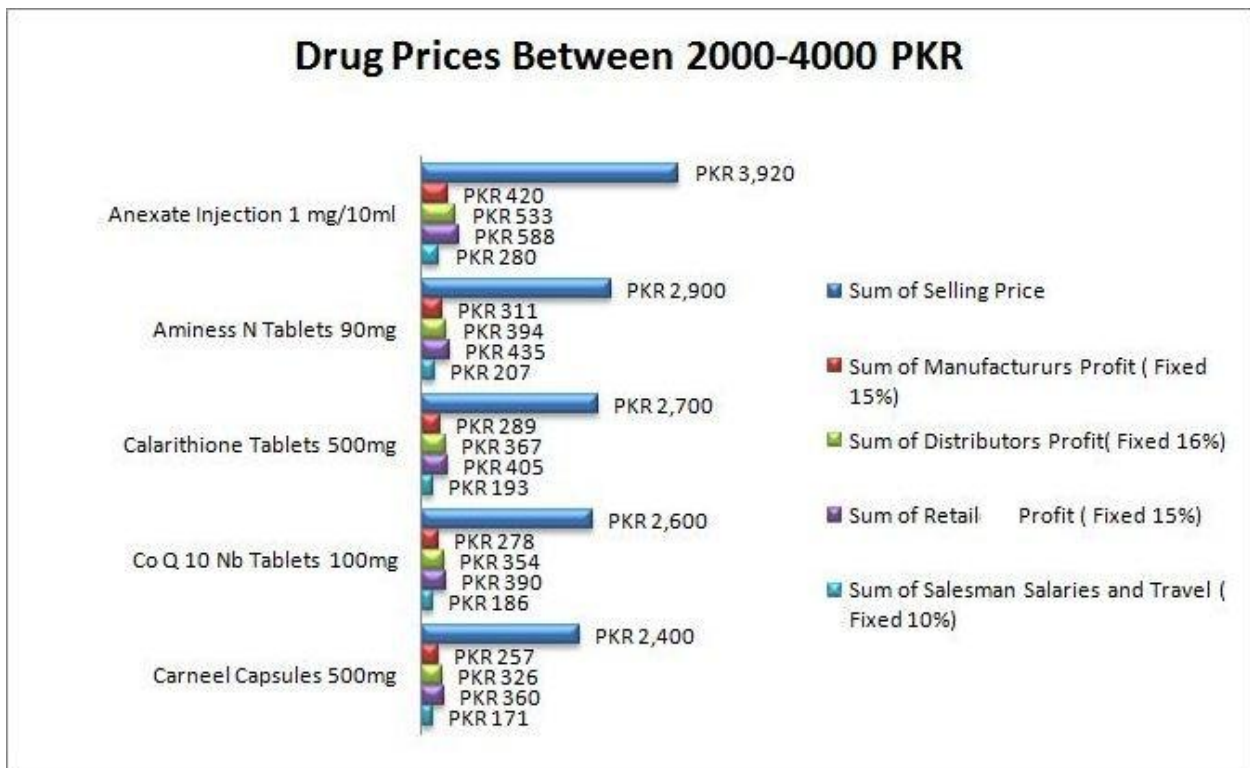 Drug Prices Between 2000-4000 PKR
Anexate Injection 1 mg/10ml
PKR 3,920
PKR 420
PKR 533
PKR 588
PKR 280
Aminess N Tablets 90mg
PKR 2,900
PKR 311
PKR 394
PKR 435
PKR 207
Calarithione Tablets 500mg
PKR 2,700
PKR 289
PKR 367
PKR 405
PKR 193
Co Q 10 Nb Tablets 100mg
PKR 2,600
PKR 278
PKR 354
PKR 390
PKR 186
Carneel Capsules 500mg
PKR 2,400
PKR 257
PKR 326
PKR 360
PKR 171
Sum of Selling Price
Sum of Manufactururs Profit ( Fixed
15%)
Sum of Distributors Profit( Fixed 16%)
Sum of Retail Profit ( Fixed 15%)
Sum of Salesman Salaries and Travel (
Fixed 10%)